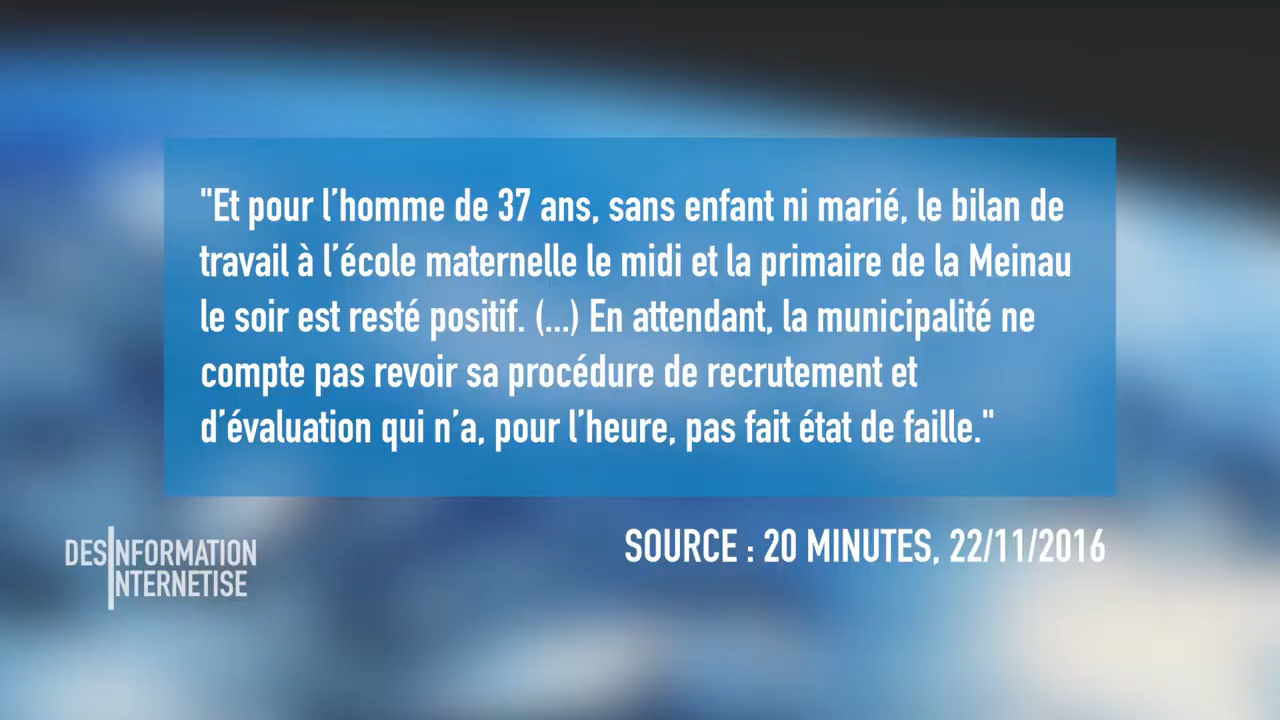 "Et pour l’homme de 37 ans, sans enfant ni marié, le bilan de
travail à l’école maternelle le midi et la primaire de la Meinau
le soir est resté positif. (...) En attendant, la municipalité ne
compte pas revoir sa procédure de recrutement et
d’évaluation qui n’a, pour l’heure, pas fait état de faille."
SOURCE : 20 MINUTES, 22/11/2016
DESINFORMATION
INTERNETISE